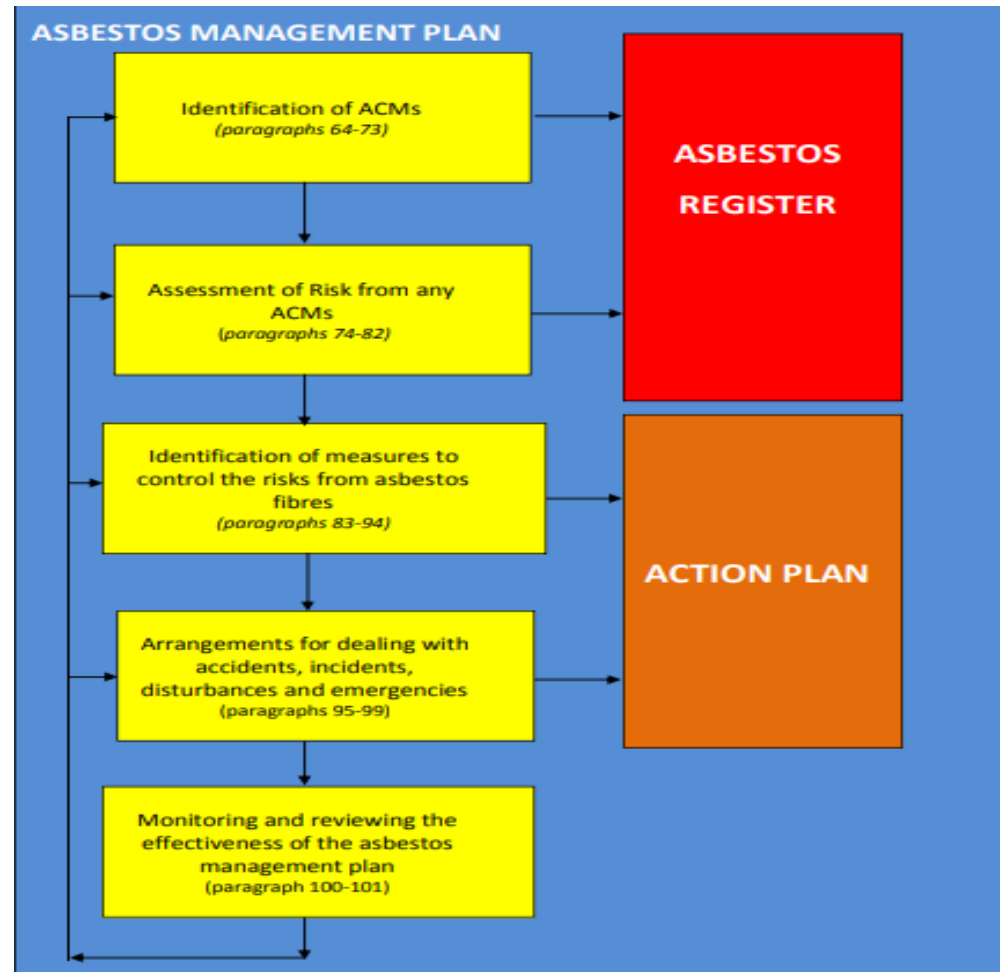 ASBESTOS MANAGEMENT PLAN
Identification of ACMs
(paragraphs 64-73)
Assessment of Risk from any
ACMs
(paragraphs 74-82)
Identification of measures to
control the risks from asbestos
fibres
(paragraphs 83-94)
Arrangements for dealing with
accidents, incidents,
disturbances and emergencies
(paragraphs 95-99)
Monitoring and reviewing the
effectiveness of the asbestos
management plan
(paragraph 100-101)
ASBESTOS
REGISTER
ACTION PLAN